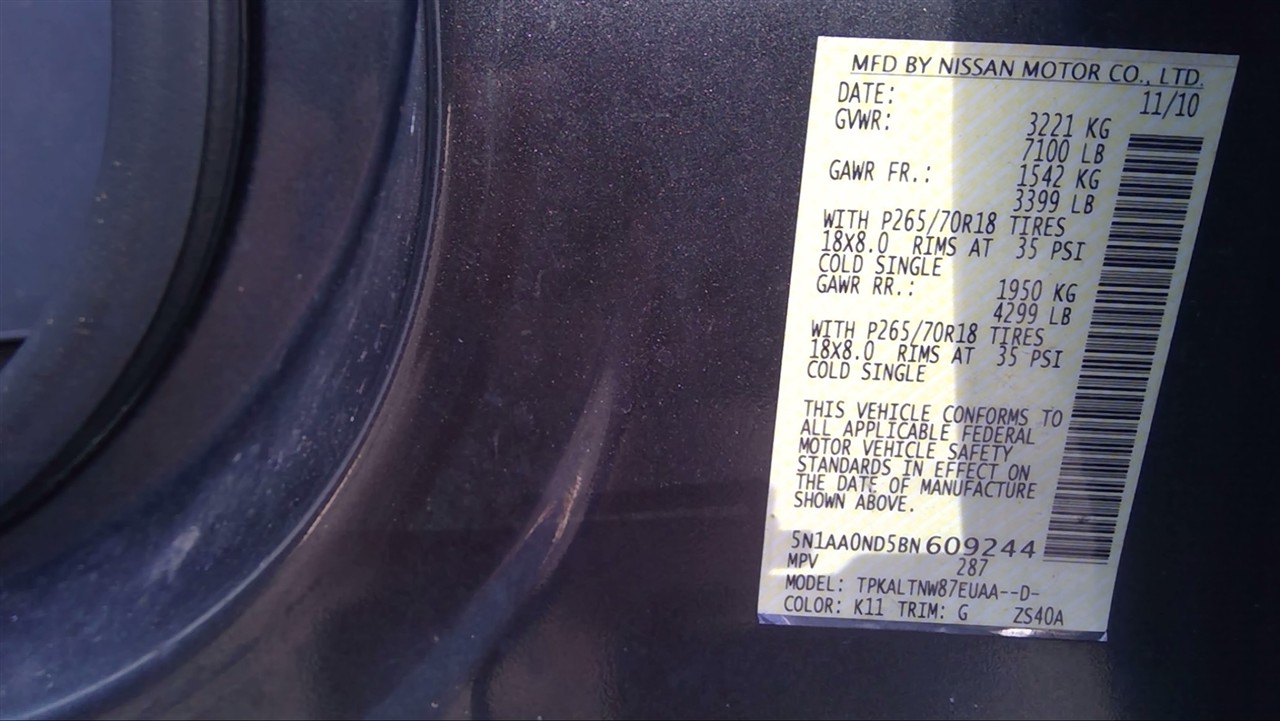 MFD BY NISSAN MOTOR CO., LTD.
DATE: 11/10
GVWR: 3221 KG
7100 LB
GAWR FR.: 1542 KG
3399 LB
WITH P265/70R18 TIRES
18X8.0 RIMS AT 35 PSI
COLD SINGLE
GAWR RR.: 1950 KG
4299 LB
WITH P265/70R18 TIRES
18X8.0 RIMS AT 35 PSI
COLD SINGLE
THIS VEHICLE CONFORMS TO
ALL APPLICABLE FEDERAL
MOTOR VEHICLE SAFETY
STANDARDS IN EFFECT ON
THE DATE OF MANUFACTURE
SHOWN ABOVE.
5N1AA0ND5BN609244
MPV 287
MODEL: TPKALTNW87EUAA--D-
COLOR: K11 TRIM: G ZS40A